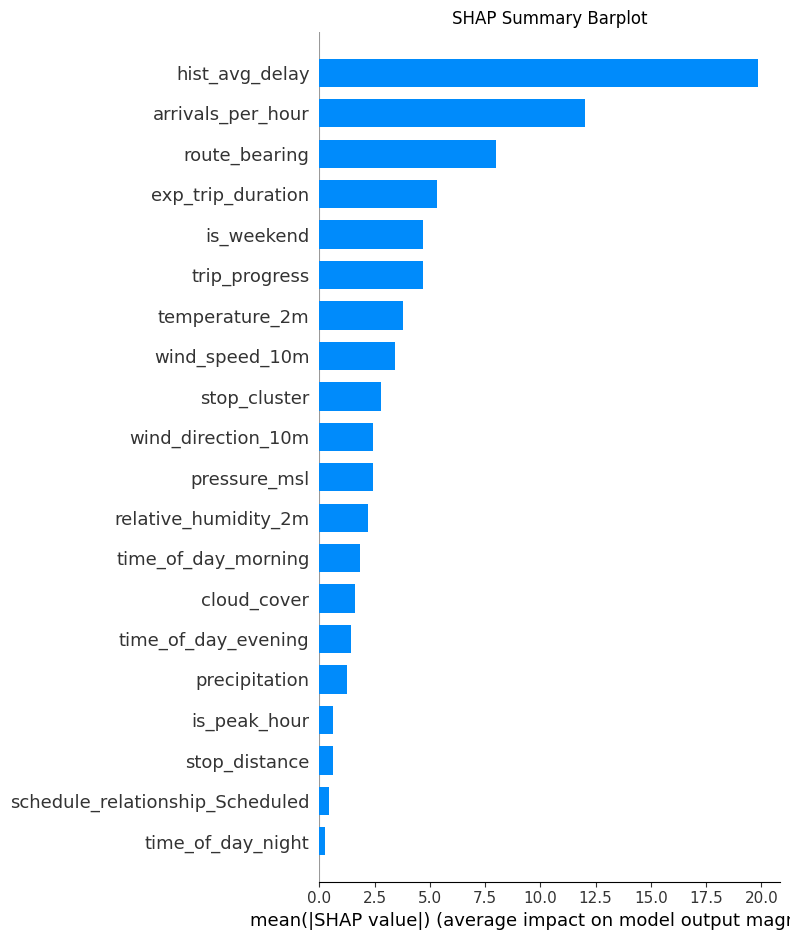 SHAP Summary Barplot
hist_avg_delay
arrivals_per_hour
route_bearing
exp_trip_duration
is_weekend
trip_progress
temperature_2m
wind_speed_10m
stop_cluster
wind_direction_10m
pressure_msl
relative_humidity_2m
time_of_day_morning
cloud_cover
time_of_day_evening
precipitation
is_peak_hour
stop_distance
schedule_relationship_Scheduled
time_of_day_night
0.0 2.5 5.0 7.5 10.0 12.5 15.0 17.5 20.0
mean(|SHAP value|) (average impact on model output magn